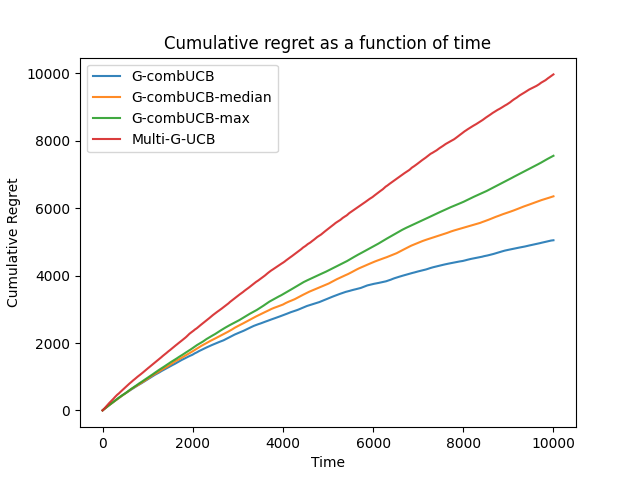 Cumulative regret as a function of time
G-combUCB
G-combUCB-median
G-combUCB-max
Multi-G-UCB
10000
8000
6000
4000
2000
0
Cumulative Regret
0 2000 4000 6000 8000 10000
Time